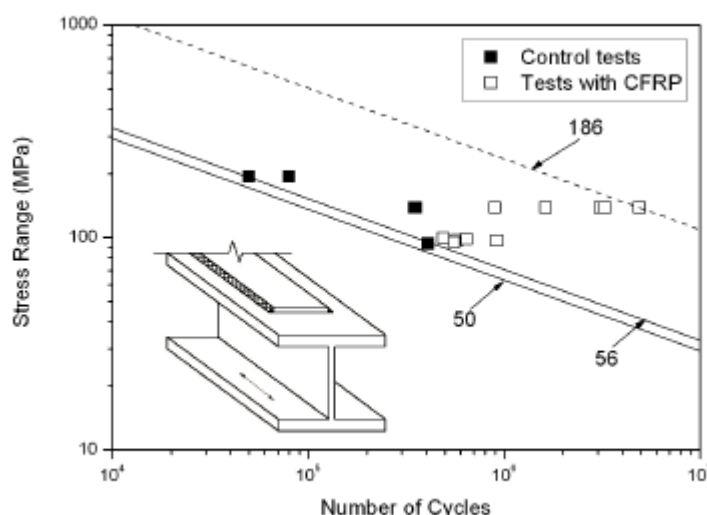 1000
Control tests
Tests with CFRP
186
100
50
56
10
10⁴
10⁵
10⁶
10
Stress Range (MPa)
Number of Cycles